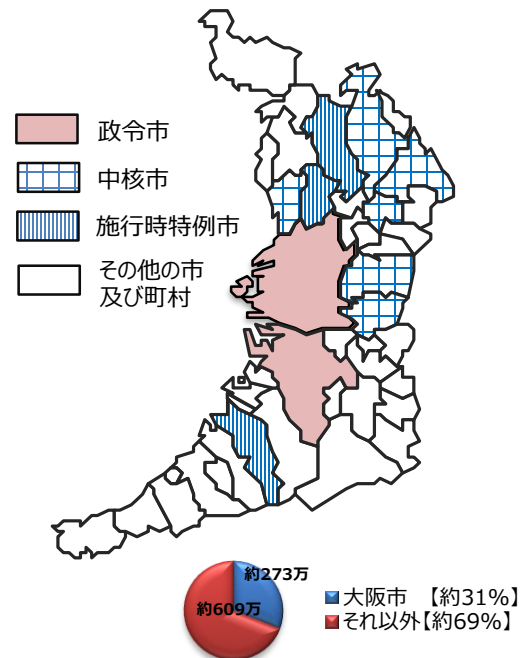 政令市
中核市
施行時特例市
その他の市
及び町村
約273万
約609万
大阪市 【約31%】
それ以外【約69%】